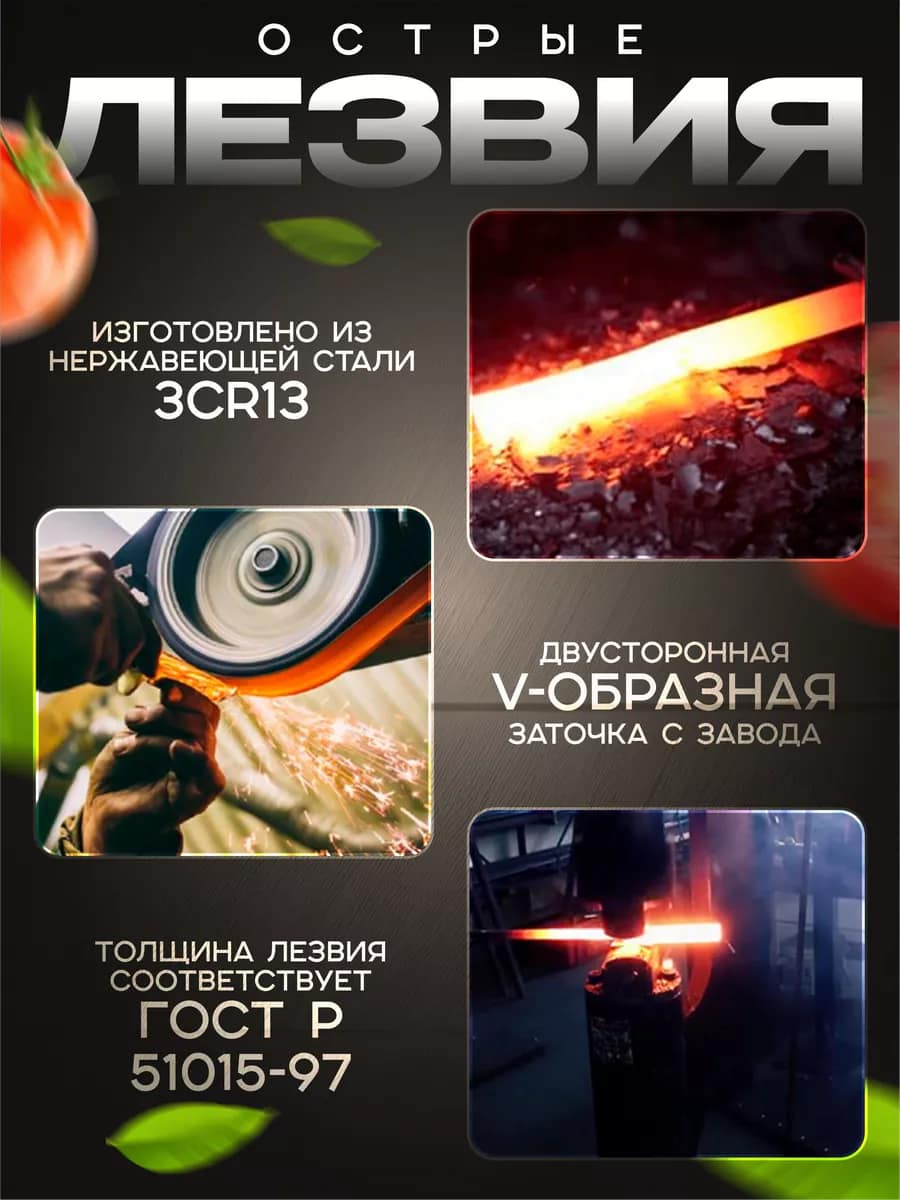 ОСТРЫЕ
ЛЕЗВИЯ
ИЗГОТОВЛЕНО ИЗ
НЕРЖАВЕЮЩЕЙ СТАЛИ
3CR13
ДВУСТОРОННАЯ
V-ОБРАЗНАЯ
ЗАТОЧКА С ЗАВОДА
ТОЛЩИНА ЛЕЗВИЯ
СООТВЕТСТВУЕТ
ГОСТ Р
51015-97